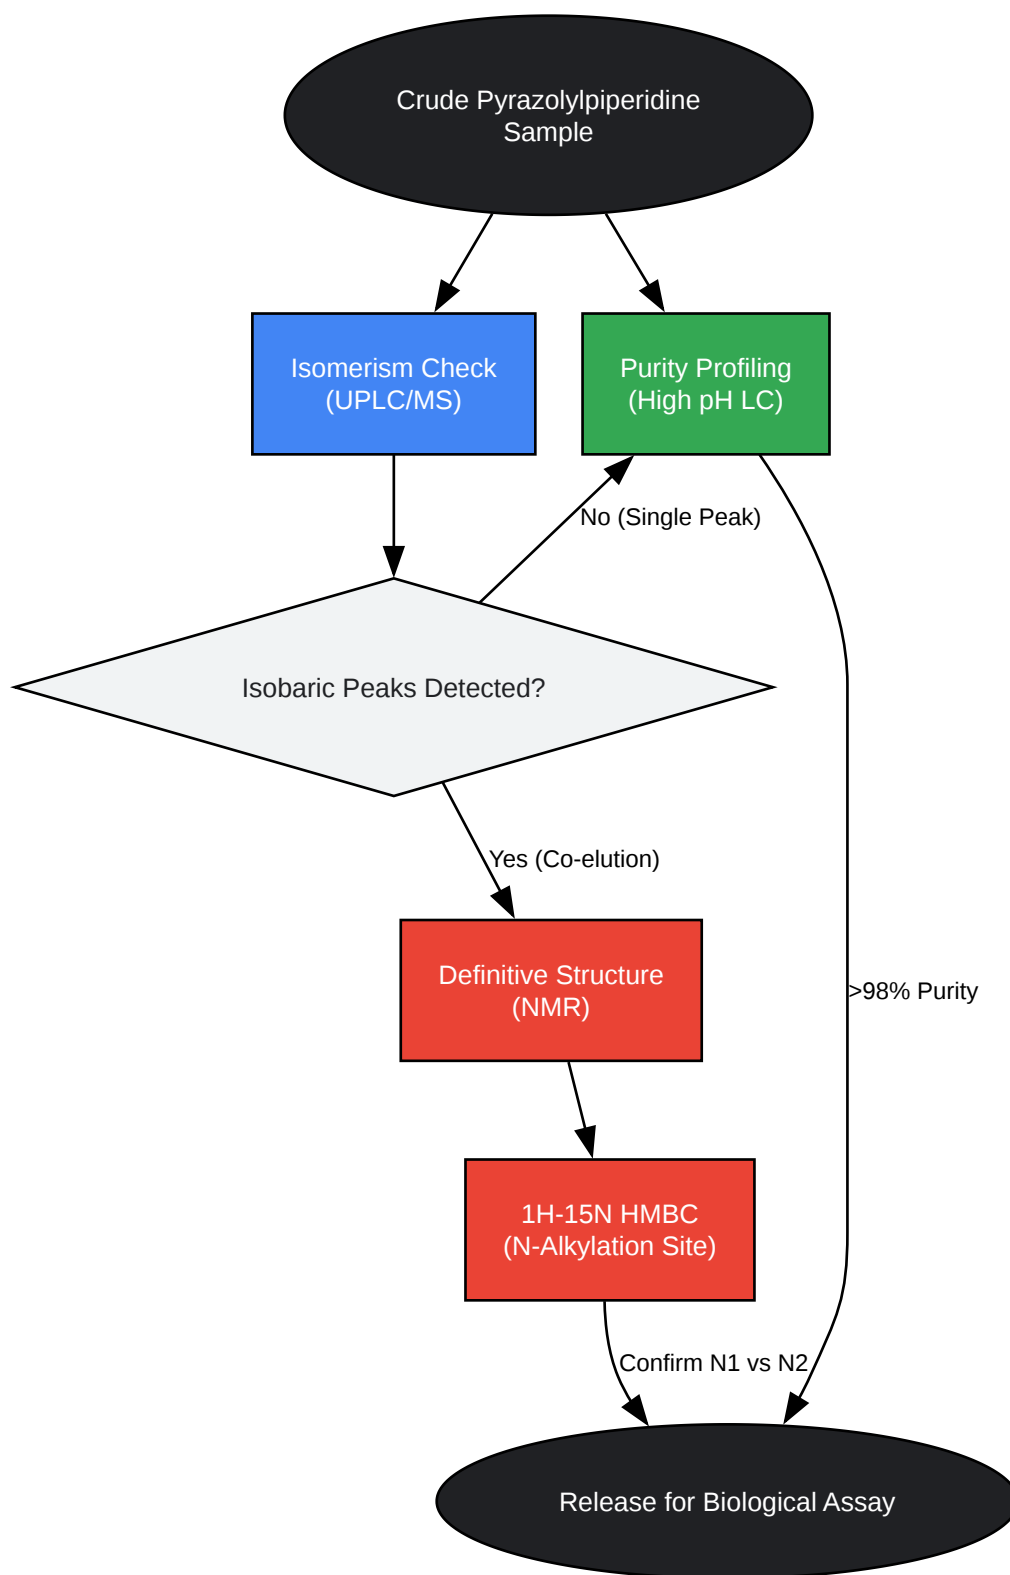 Crude Pyrazolylpiperidine
Sample
Isomerism Check
(UPLC/MS)
Purity Profiling
(High pH LC)
No (Single Peak)
Isobaric Peaks Detected?
Yes (Co-elution)
Definitive Structure
(NMR)
>98% Purity
1H-15N HMBC
(N-Alkylation Site)
Confirm N1 vs N2
Release for Biological Assay